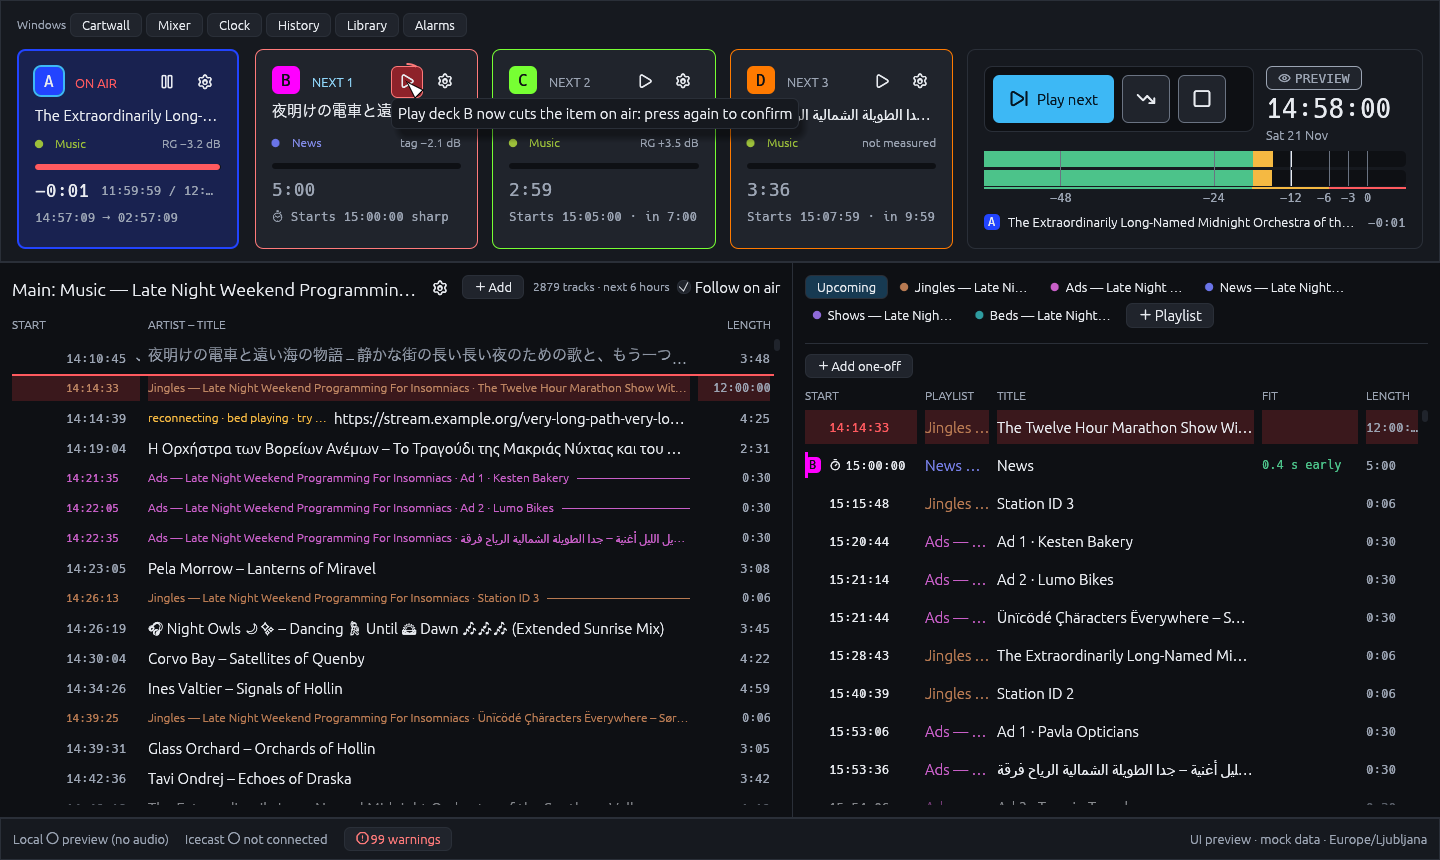 Windows Cartwall Mixer Clock History Library Alarms
A ON AIR
The Extraordinarily Long-...
Music RG −3.2 dB
−0:01 11:59:59 / 12:...
14:57:09 → 02:57:09
B NEXT 1
夜明けの電車と遠
Play deck B now cuts the item on air: press again to confirm
News tag −2.1 dB
5:00
Starts 15:00:00 sharp
C NEXT 2
Music RG +3.5 dB
2:59
Starts 15:05:00 · in 7:00
D NEXT 3
جدا الطويلة الشمالية ال...
Music not measured
3:36
Starts 15:07:59 · in 9:59
Play next
PREVIEW
14:58:00
Sat 21 Nov
−48 −24 −12 −6 −3 0
A The Extraordinarily Long-Named Midnight Orchestra of th... −0:01
Main: Music — Late Night Weekend Programmin... + Add 2879 tracks · next 6 hours Follow on air
START ARTIST – TITLE LENGTH
14:10:45 夜明けの電車と遠い海の物語 – 静かな街の長い長い夜のための歌と、もう一つ... 3:48
14:14:33 Jingles — Late Night Weekend Programming For Insomniacs · The Twelve Hour Marathon Show Wit... 12:00:00
14:14:39 reconnecting · bed playing · try ... https://stream.example.org/very-long-path-very-lo... 4:25
14:19:04 Η Ορχήστρα των Βορείων Ανέμων – Το Τραγούδι της Μακριάς Νύχτας και του ... 2:31
14:21:35 Ads — Late Night Weekend Programming For Insomniacs · Ad 1 · Kesten Bakery 0:30
14:22:05 Ads — Late Night Weekend Programming For Insomniacs · Ad 2 · Lumo Bikes 0:30
14:22:35 Ads — Late Night Weekend Programming For Insomniacs · فرقة الرياح الشمالية الطويلة جدا – أغنية الليل ... 0:30
14:23:05 Pela Morrow – Lanterns of Miravel 3:08
14:26:13 Jingles — Late Night Weekend Programming For Insomniacs · Station ID 3 0:06
14:26:19 🎧 Night Owls 🌙✨ – Dancing 💃 Until 🌅 Dawn 🎶🎶🎶 (Extended Sunrise Mix) 3:45
14:30:04 Corvo Bay – Satellites of Quenby 4:22
14:34:26 Ines Valtier – Signals of Hollin 4:59
14:39:25 Jingles — Late Night Weekend Programming For Insomniacs · Ünïcödé Çhäracters Ëverywhere – Sør... 0:06
14:39:31 Glass Orchard – Orchards of Hollin 3:05
14:42:36 Tavi Ondrej – Echoes of Draska 3:42
Upcoming Jingles — Late Ni... Ads — Late Night ... News — Late Night...
Shows — Late Nigh... Beds — Late Night... + Playlist
+ Add one-off
START PLAYLIST TITLE FIT LENGTH
14:14:33 Jingles ... The Twelve Hour Marathon Show Wi... 12:00:...
B 15:00:00 News ... News 0.4 s early 5:00
15:15:48 Jingles ... Station ID 3 0:06
15:20:44 Ads — ... Ad 1 · Kesten Bakery 0:30
15:21:14 Ads — ... Ad 2 · Lumo Bikes 0:30
15:21:44 Ads — ... Ünïcödé Çhäracters Ëverywhere – S... 0:30
15:28:43 Jingles ... The Extraordinarily Long-Named Mi... 0:06
15:40:39 Jingles ... Station ID 2 0:06
15:53:06 Ads — ... Ad 1 · Pavla Opticians 0:30
15:53:36 Ads — ... فرقة الرياح الشمالية الطويلة جدا – أغنية الليل... 0:30
Local preview (no audio) Icecast not connected 99 warnings UI preview · mock data · Europe/Ljubljana